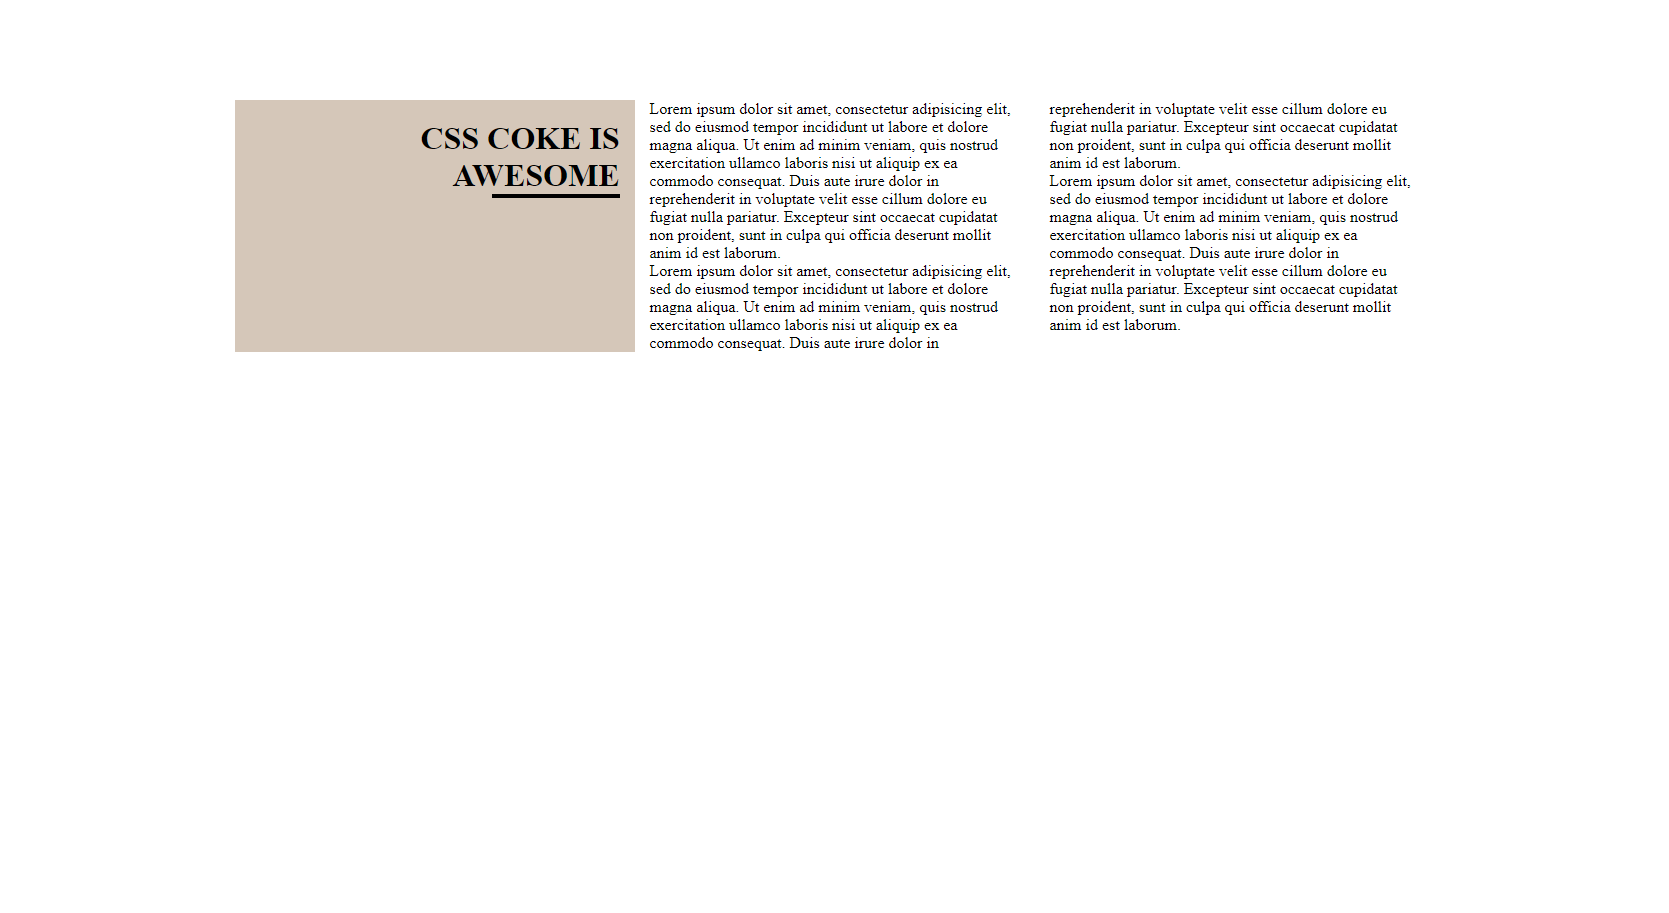 CSS COKE IS
AWESOME
Lorem ipsum dolor sit amet, consectetur adipisicing elit,
sed do eiusmod tempor incididunt ut labore et dolore
magna aliqua. Ut enim ad minim veniam, quis nostrud
exercitation ullamco laboris nisi ut aliquip ex ea
commodo consequat. Duis aute irure dolor in
reprehenderit in voluptate velit esse cillum dolore eu
fugiat nulla pariatur. Excepteur sint occaecat cupidatat
non proident, sunt in culpa qui officia deserunt mollit
anim id est laborum.
Lorem ipsum dolor sit amet, consectetur adipisicing elit,
sed do eiusmod tempor incididunt ut labore et dolore
magna aliqua. Ut enim ad minim veniam, quis nostrud
exercitation ullamco laboris nisi ut aliquip ex ea
commodo consequat. Duis aute irure dolor in
reprehenderit in voluptate velit esse cillum dolore eu
fugiat nulla pariatur. Excepteur sint occaecat cupidatat
non proident, sunt in culpa qui officia deserunt mollit
anim id est laborum.
Lorem ipsum dolor sit amet, consectetur adipisicing elit,
sed do eiusmod tempor incididunt ut labore et dolore
magna aliqua. Ut enim ad minim veniam, quis nostrud
exercitation ullamco laboris nisi ut aliquip ex ea
commodo consequat. Duis aute irure dolor in
reprehenderit in voluptate velit esse cillum dolore eu
fugiat nulla pariatur. Excepteur sint occaecat cupidatat
non proident, sunt in culpa qui officia deserunt mollit
anim id est laborum.